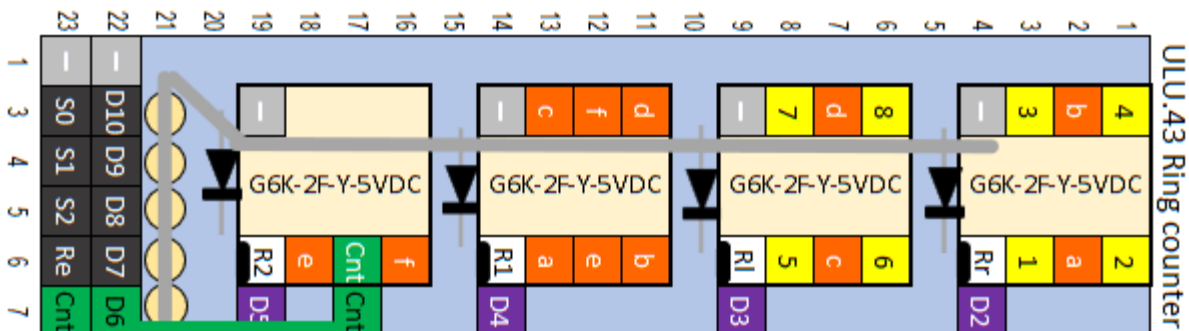 23 22 21 20 19 17 16 15 14 13 12 11 10 9 8 7 6 5 4 3 2 1
ULU.43 Ring counter
1 – – 
3 S0 D10 – – c f d – 7 d 8 – 3 b 4
4 S1 D9
G6K-2F-Y-5VDC G6K-2F-Y-5VDC G6K-2F-Y-5VDC G6K-2F-Y-5VDC
5 S2 D8
6 Re D7 R2 e Cnt f R1 a e b Rl 5 c 6 Rr 1 a 2
7 Cnt D6 D5 Cnt D4 D3 D2